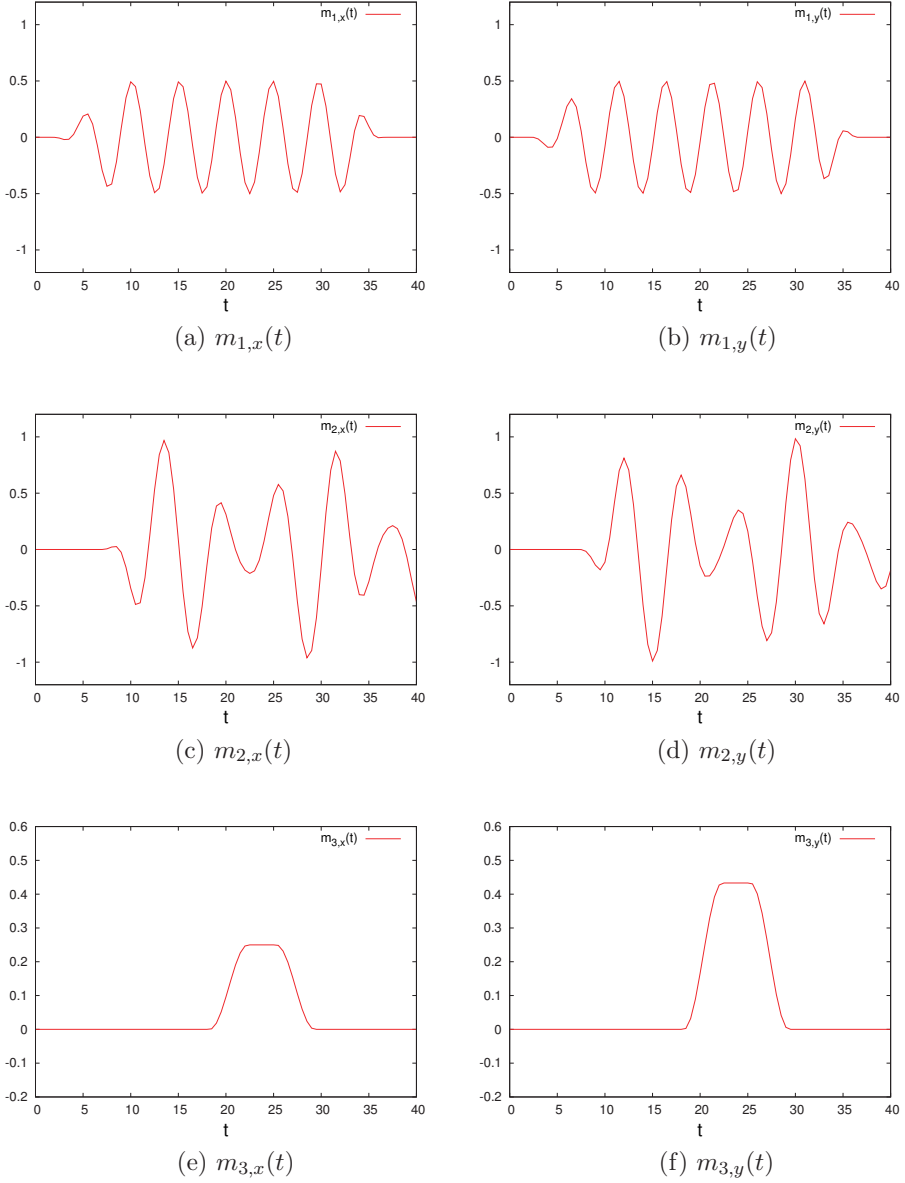 m1,x(t)
1
0.5
0
-0.5
-1
0 5 10 15 20 25 30 35 40
t
(a) m1,x(t)
m1,y(t)
1
0.5
0
-0.5
-1
0 5 10 15 20 25 30 35 40
t
(b) m1,y(t)
m2,x(t)
1
0.5
0
-0.5
-1
0 5 10 15 20 25 30 35 40
t
(c) m2,x(t)
m2,y(t)
1
0.5
0
-0.5
-1
0 5 10 15 20 25 30 35 40
t
(d) m2,y(t)
m3,x(t)
0.6
0.5
0.4
0.3
0.2
0.1
0
-0.1
-0.2
0 5 10 15 20 25 30 35 40
t
(e) m3,x(t)
m3,y(t)
0.6
0.5
0.4
0.3
0.2
0.1
0
-0.1
-0.2
0 5 10 15 20 25 30 35 40
t
(f) m3,y(t)